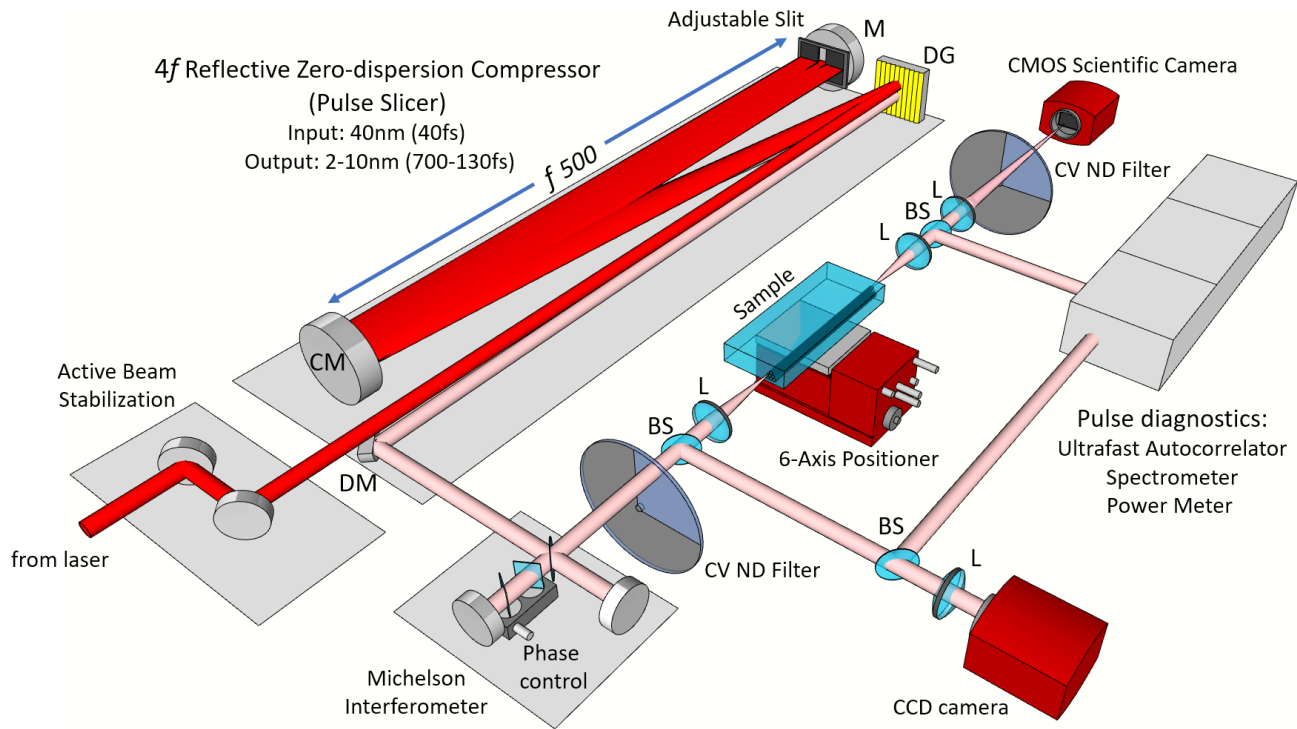 Adjustable Slit
M
4f Reflective Zero-dispersion Compressor
(Pulse Slicer)
Input: 40nm (40fs)
Output: 2-10nm (700-130fs)
DG
CMOS Scientific Camera
f 500
CV ND Filter
L
BS
L
Sample
CM
Active Beam
Stabilization
L
BS
6-Axis Positioner
Pulse diagnostics:
Ultrafast Autocorrelator
Spectrometer
Power Meter
DM
from laser
BS
CV ND Filter
L
Phase
control
Michelson
Interferometer
CCD camera